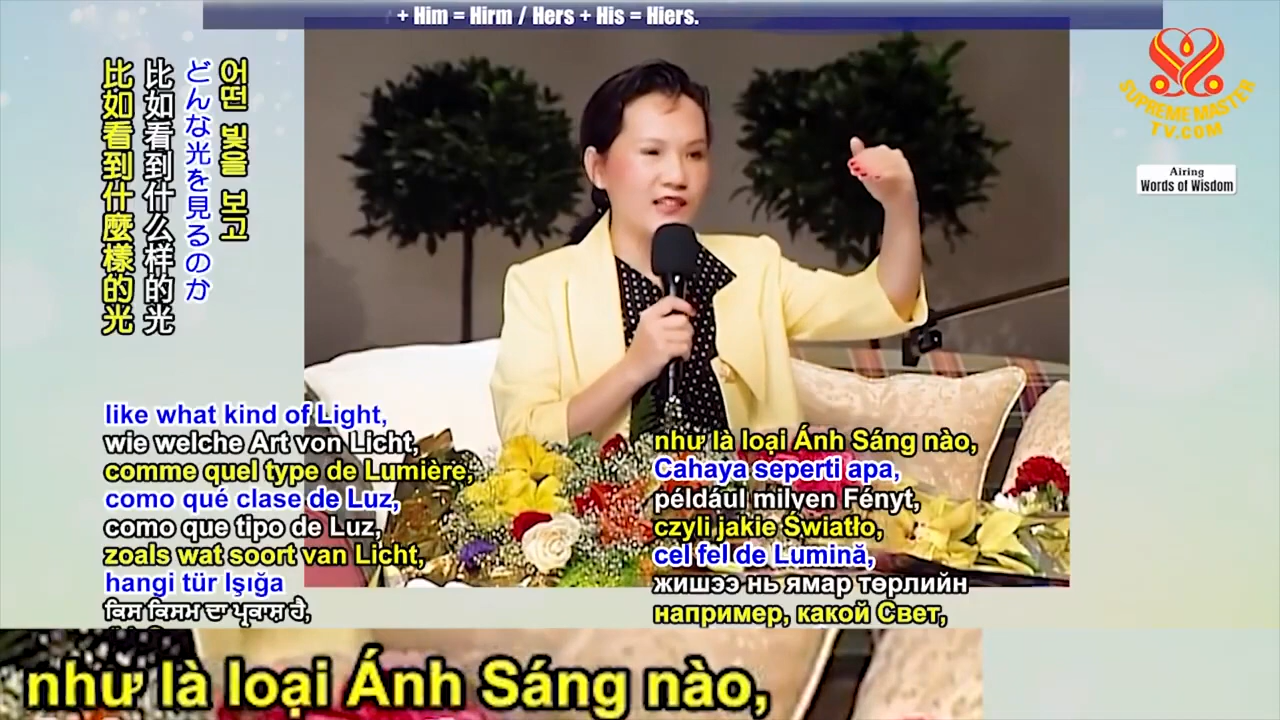 + Him = Hirm / Hers + His = Hiers.
SUPREME MASTER
TV.COM
Airing
Words of Wisdom
어떤 빛을 보고
どんな光を見るのか
比如看到什么样的光
比如看到什麼樣的光
like what kind of Light,
wie welche Art von Licht,
comme quel type de Lumière,
como qué clase de Luz,
como que tipo de Luz,
zoals wat soort van Licht,
hangi tür Işığa
ਕਿਸ ਕਿਸਮ ਦਾ ਪ੍ਰਕਾਸ਼ ਹੈ,
như là loại Ánh Sáng nào,
Cahaya seperti apa,
például milyen Fényt,
czyli jakie Światło,
cel fel de Lumină,
жишээ нь ямар төрлийн
например, какой Свет,
như là loại Ánh Sáng nào,